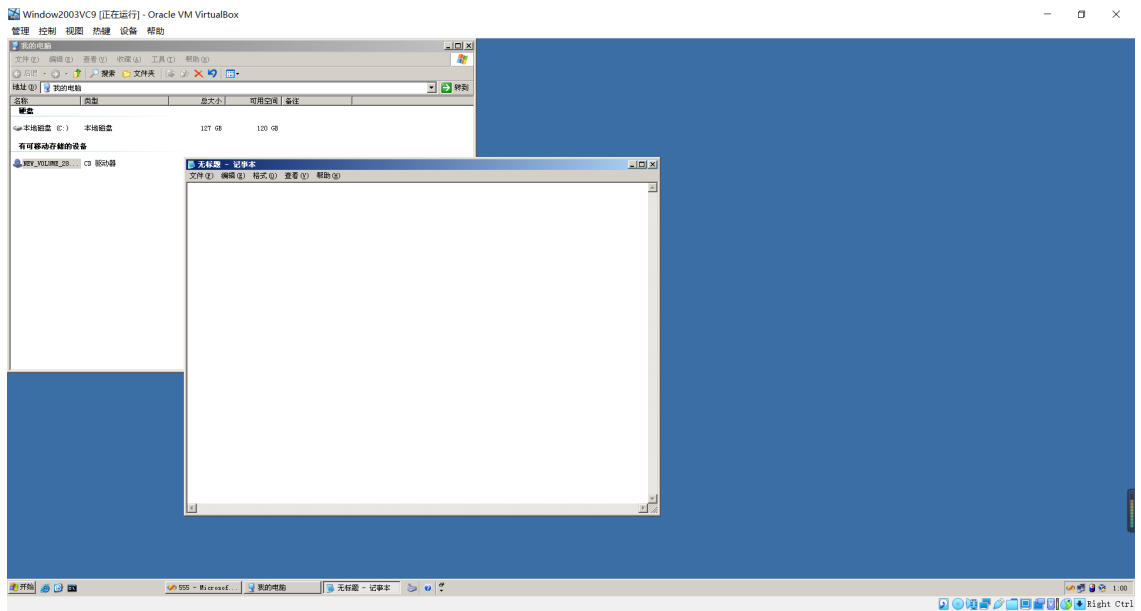 Window2003VC9 [正在运行] - Oracle VM VirtualBox
管理 控制 视图 热键 设备 帮助
我的电脑
文件(F) 编辑(E) 查看(V) 收藏(A) 工具(T) 帮助(H)
后退 搜索 文件夹
地址(D) 我的电脑 转到
名称 类型 总大小 可用空间 备注
硬盘
本地磁盘 (C:) 本地磁盘 127 GB 120 GB
有可移动存储的设备
NEW_VOLUME_20... CD 驱动器
无标题 - 记事本
文件(F) 编辑(E) 格式(O) 查看(V) 帮助(H)
开始 555 - Microsof... 我的电脑 无标题 - 记事本 1:00
Right Ctrl